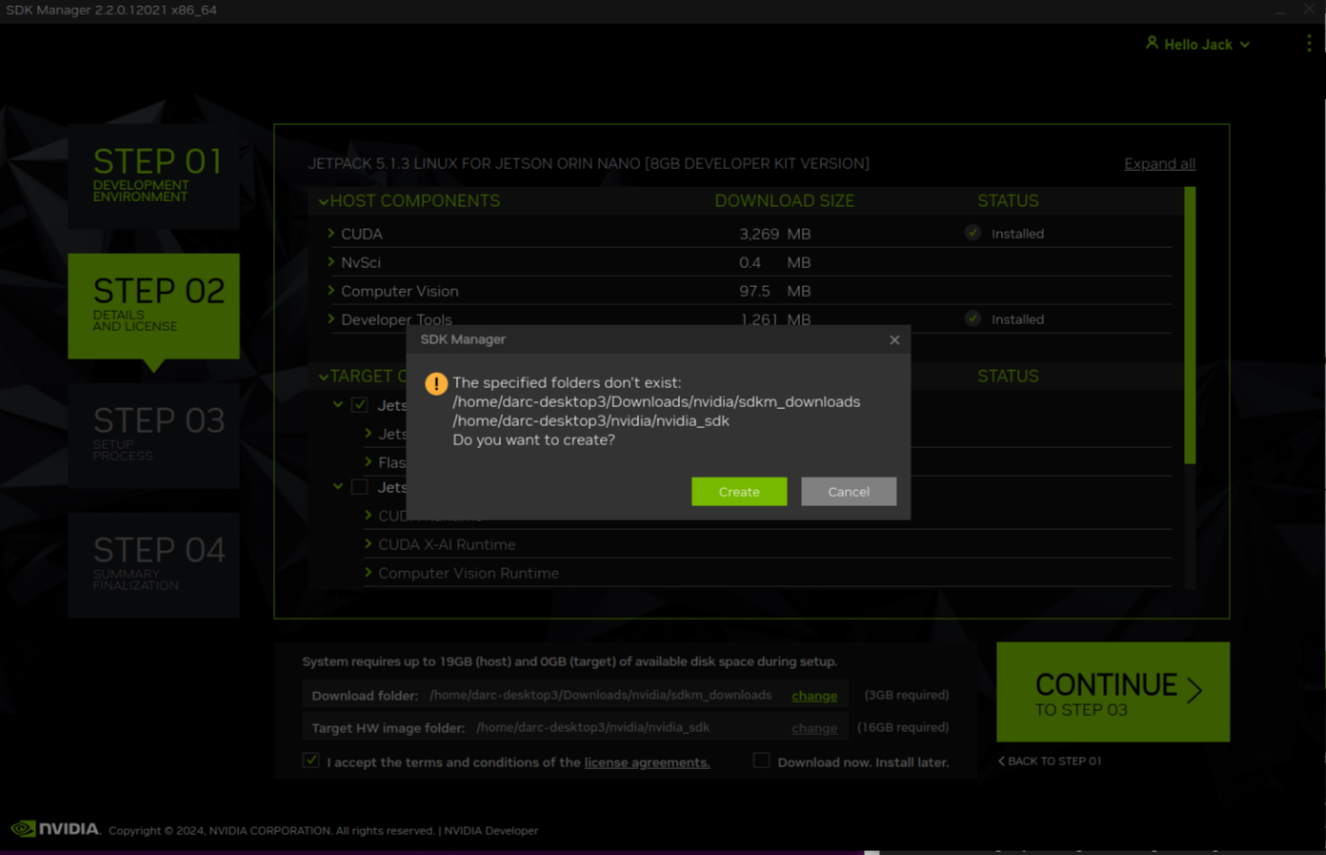 SDK Manager 2.2.0.12021 x86_64
Hello Jack
STEP 01
DEVELOPMENT
ENVIRONMENT
STEP 02
DETAILS
AND LICENSE
STEP 03
SETUP
PROCESS
STEP 04
SUMMARY
FINALIZATION
JETPACK 5.1.3 LINUX FOR JETSON ORIN NANO [8GB DEVELOPER KIT VERSION] Expand all
HOST COMPONENTS DOWNLOAD SIZE STATUS
CUDA 3,269 MB Installed
NvSci 0.4 MB
Computer Vision 97.5 MB
Developer Tools 1,261 MB Installed
TARGET C STATUS
Jets
Jets
Flas
Jets
CUDA Runtime
CUDA X-AI Runtime
Computer Vision Runtime
SDK Manager
The specified folders don't exist:
/home/darc-desktop3/Downloads/nvidia/sdkm_downloads
/home/darc-desktop3/nvidia/nvidia_sdk
Do you want to create?
Create Cancel
System requires up to 19GB (host) and 0GB (target) of available disk space during setup.
Download folder: /home/darc-desktop3/Downloads/nvidia/sdkm_downloads change (3GB required)
Target HW image folder: /home/darc-desktop3/nvidia/nvidia_sdk change (16GB required)
I accept the terms and conditions of the license agreements. Download now. Install later.
CONTINUE
TO STEP 03
BACK TO STEP 01
NVIDIA. Copyright © 2024, NVIDIA CORPORATION. All rights reserved. | NVIDIA Developer